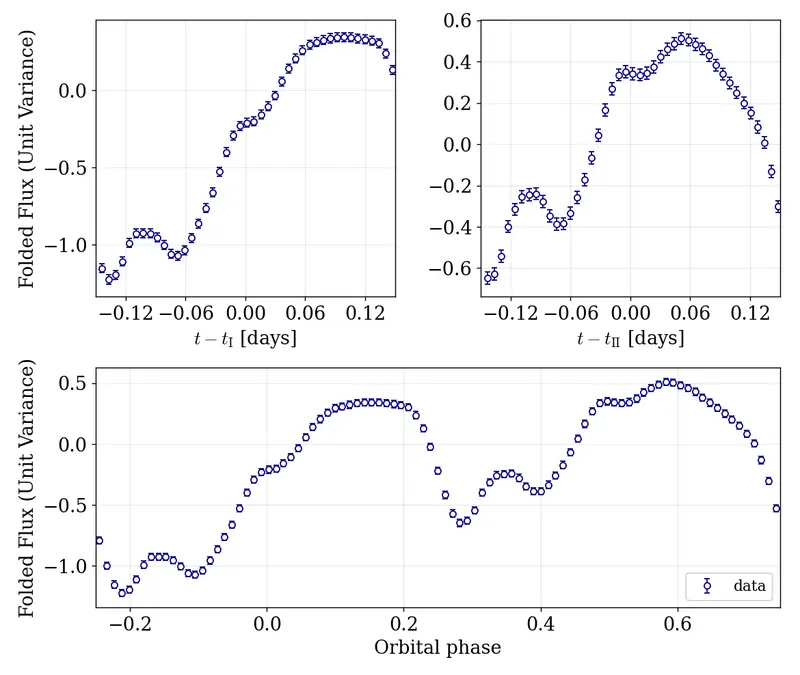 Folded Flux (Unit Variance)
0.0
−0.5
−1.0
−0.12 −0.06 0.00 0.06 0.12
t − t_I [days]
0.6
0.4
0.2
0.0
−0.2
−0.4
−0.6
−0.12 −0.06 0.00 0.06 0.12
t − t_II [days]
Folded Flux (Unit Variance)
0.5
0.0
−0.5
−1.0
−0.2 0.0 0.2 0.4 0.6
Orbital phase
data